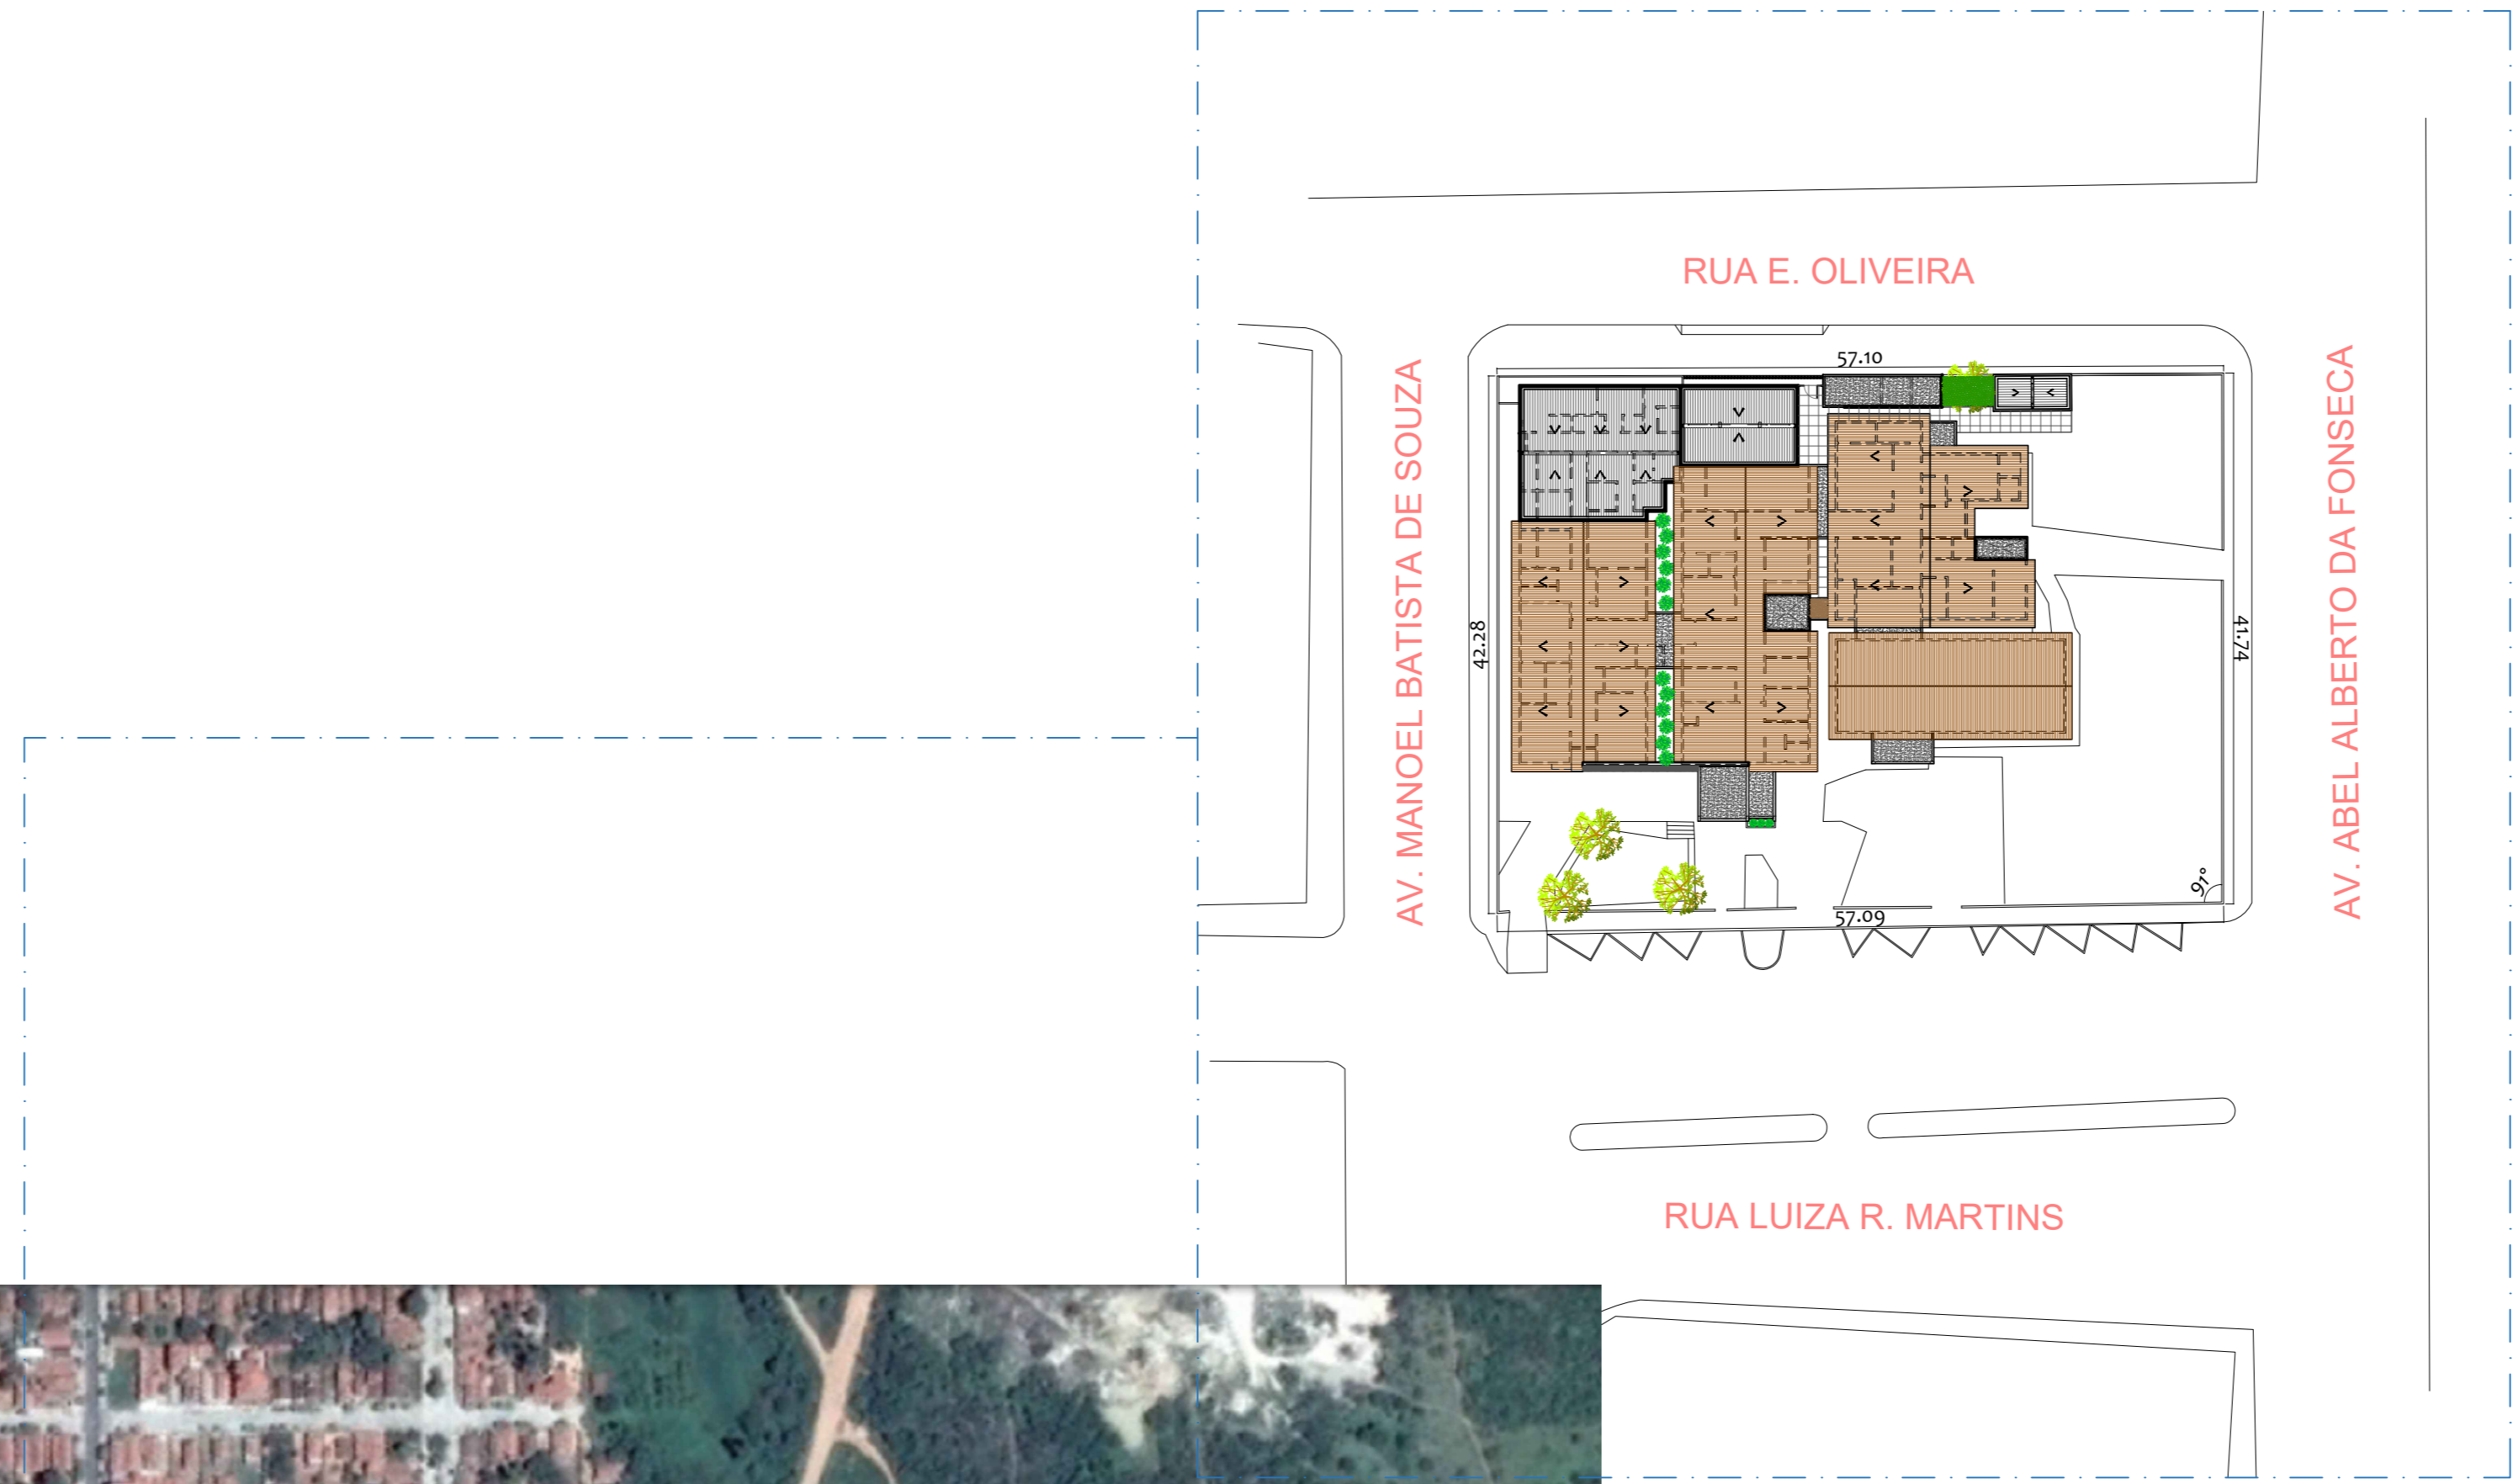 RUA E. OLIVEIRA
57.10
AV. MANOEL BATISTA DE SOUZA
42.28
41.74
AV. ABEL ALBERTO DA FONSECA
91°
57.09
RUA LUIZA R. MARTINS